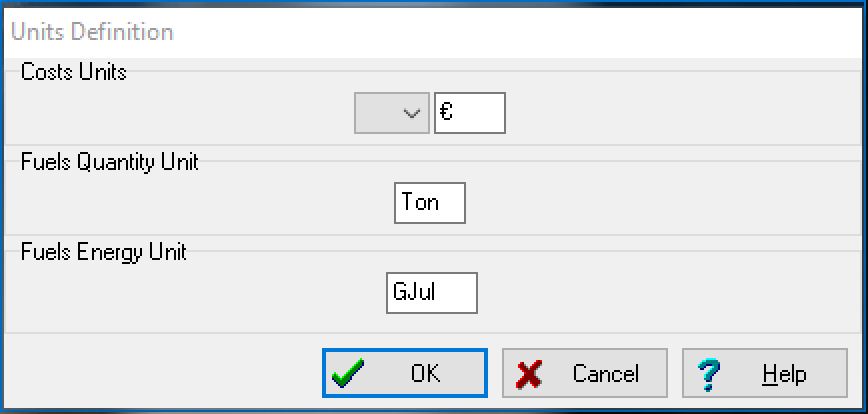 Units Definition
Costs Units
€
Fuels Quantity Unit
Ton
Fuels Energy Unit
GJul
OK Cancel Help